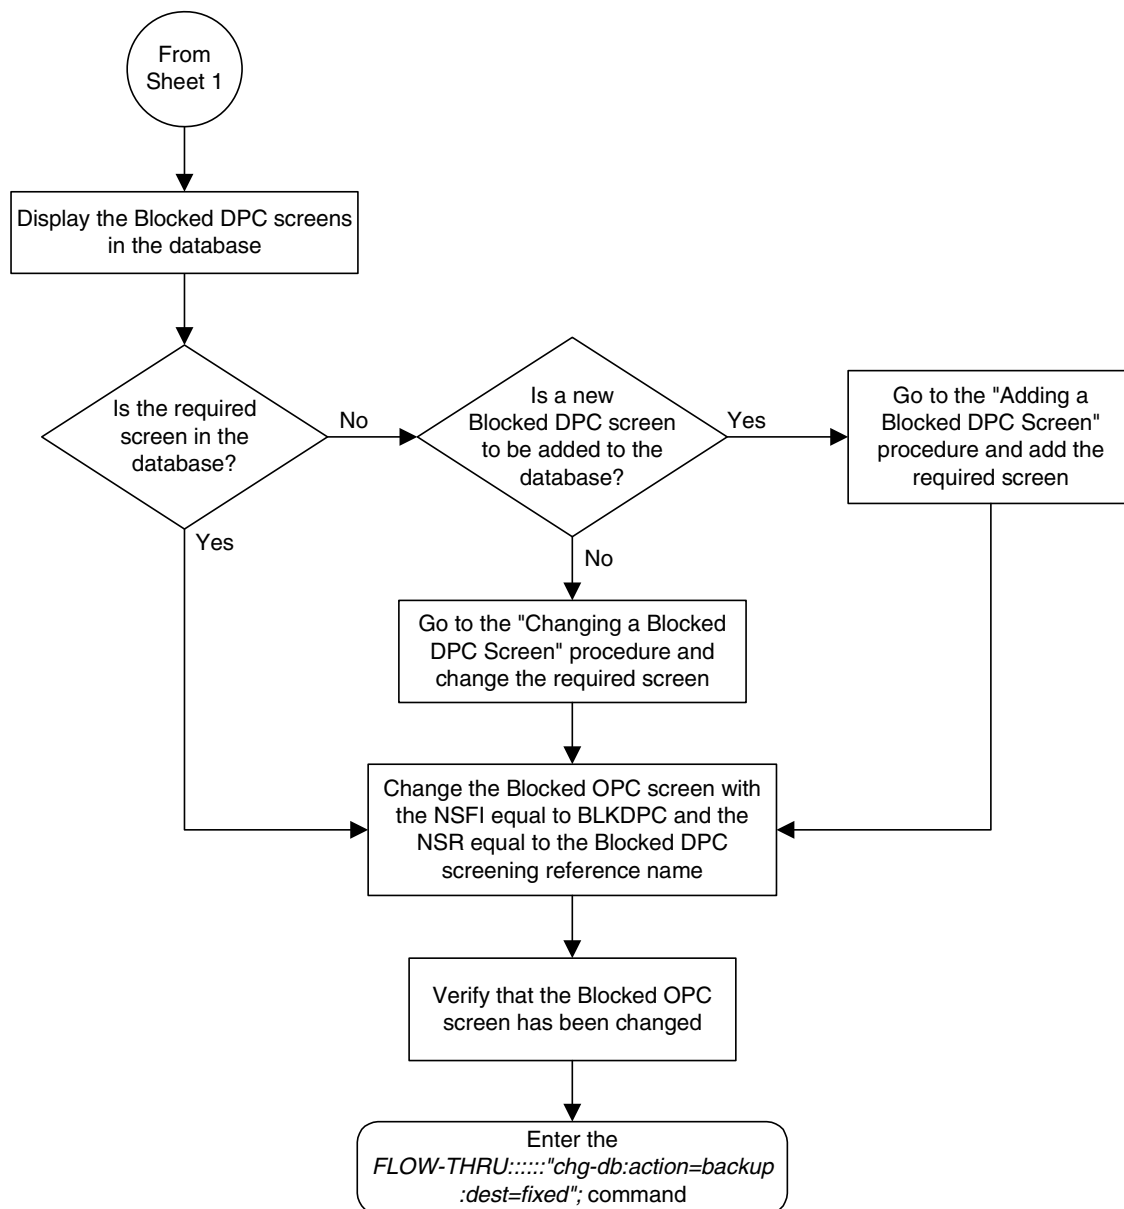 From
Sheet 1
Display the Blocked DPC screens
in the database
Is the required
screen in the
database?
No
Yes
Is a new
Blocked DPC screen
to be added to the
database?
Yes
No
Go to the "Adding a
Blocked DPC Screen"
procedure and add the
required screen
Go to the "Changing a Blocked
DPC Screen" procedure and
change the required screen
Change the Blocked OPC screen with
the NSFI equal to BLKDPC and the
NSR equal to the Blocked DPC
screening reference name
Verify that the Blocked OPC
screen has been changed
Enter the
FLOW-THRU::::::"chg-db:action=backup
:dest=fixed"; command